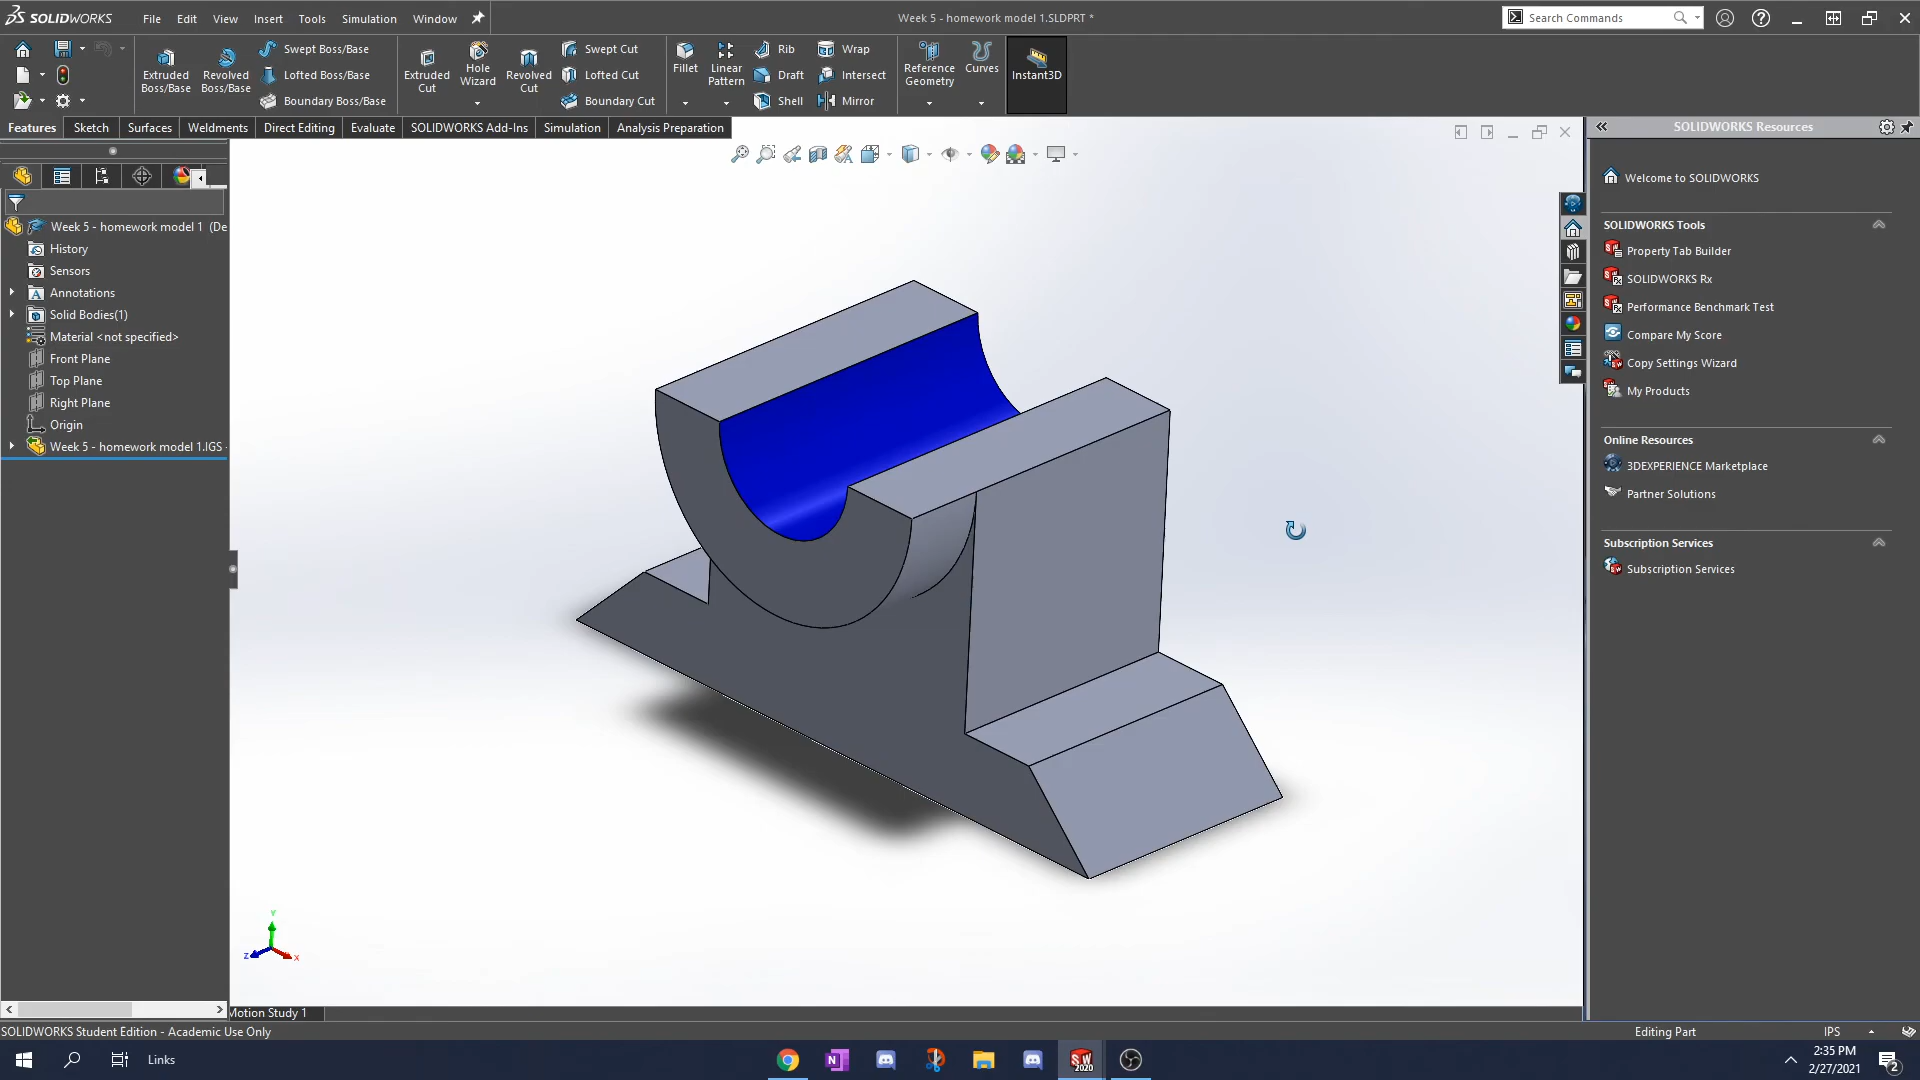 SOLIDWORKS File Edit View Insert Tools Simulation Window Week 5 - homework model 1.SLDPRT * Search Commands
Extruded Boss/Base
Revolved Boss/Base
Swept Boss/Base
Lofted Boss/Base
Boundary Boss/Base
Extruded Cut
Hole Wizard
Revolved Cut
Swept Cut
Lofted Cut
Boundary Cut
Fillet
Linear Pattern
Rib
Draft
Shell
Wrap
Intersect
Mirror
Reference Geometry
Curves
Instant3D
Features Sketch Surfaces Weldments Direct Editing Evaluate SOLIDWORKS Add-Ins Simulation Analysis Preparation
Week 5 - homework model 1 (De
History
Sensors
Annotations
Solid Bodies(1)
Material <not specified>
Front Plane
Top Plane
Right Plane
Origin
Week 5 - homework model 1.IGS -
Y
Z
X
SOLIDWORKS Resources
Welcome to SOLIDWORKS
SOLIDWORKS Tools
Property Tab Builder
SOLIDWORKS Rx
Performance Benchmark Test
Compare My Score
Copy Settings Wizard
My Products
Online Resources
3DEXPERIENCE Marketplace
Partner Solutions
Subscription Services
Subscription Services
Motion Study 1
SOLIDWORKS Student Edition - Academic Use Only Editing Part IPS
Links
N
SW
2020
2:35 PM
2/27/2021
2